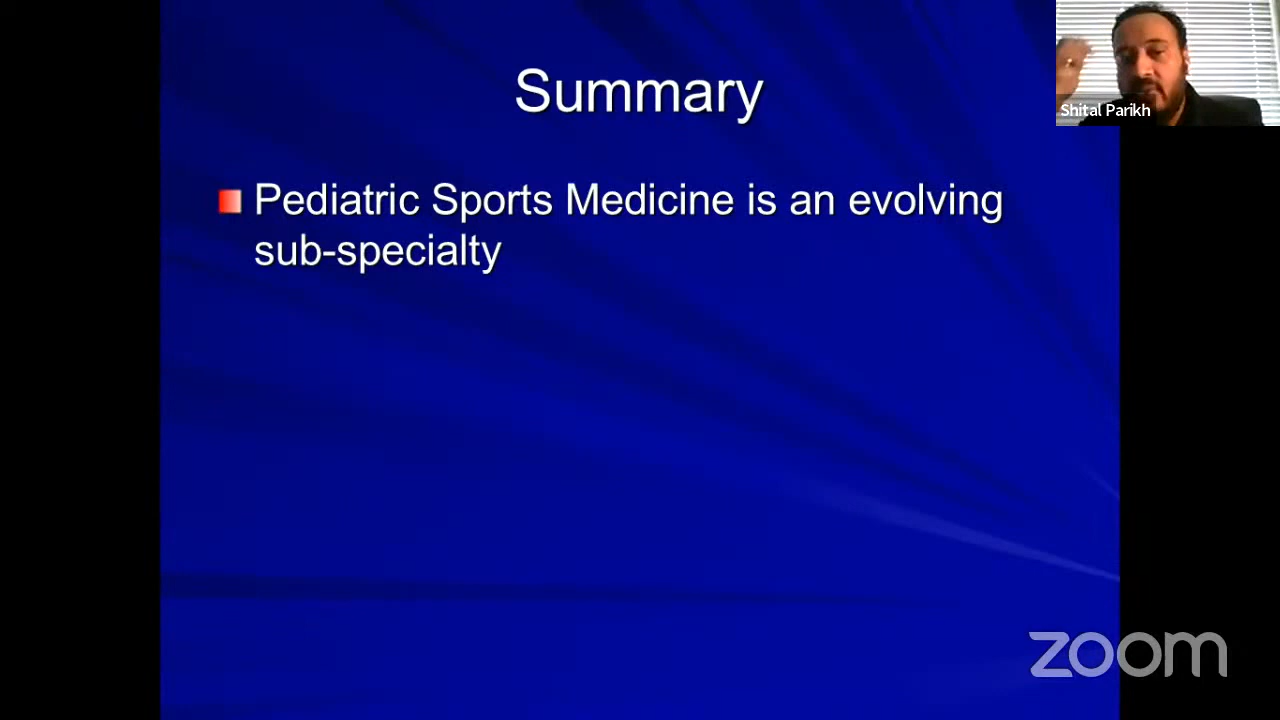 Summary
Shital Parikh
Pediatric Sports Medicine is an evolving
sub-specialty
zoom